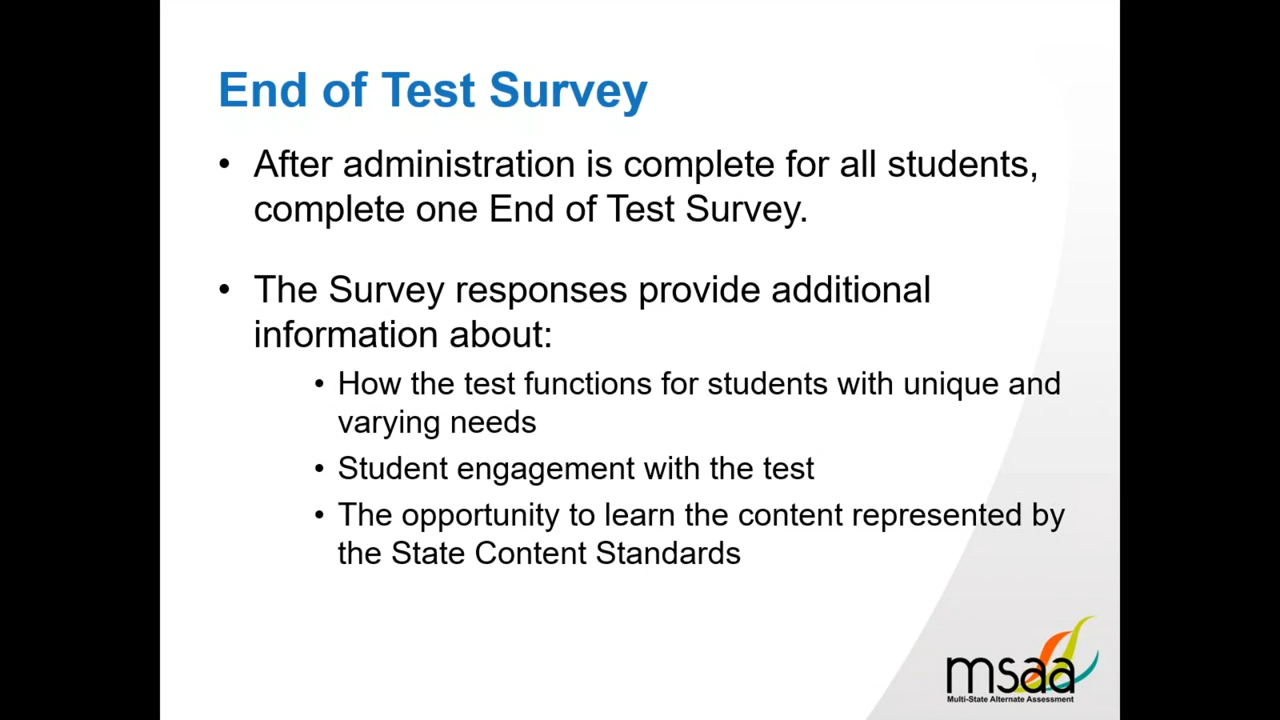 End of Test Survey
• After administration is complete for all students,
complete one End of Test Survey.
• The Survey responses provide additional
information about:
• How the test functions for students with unique and
varying needs
• Student engagement with the test
• The opportunity to learn the content represented by
the State Content Standards
msaa
Multi-State Alternate Assessment